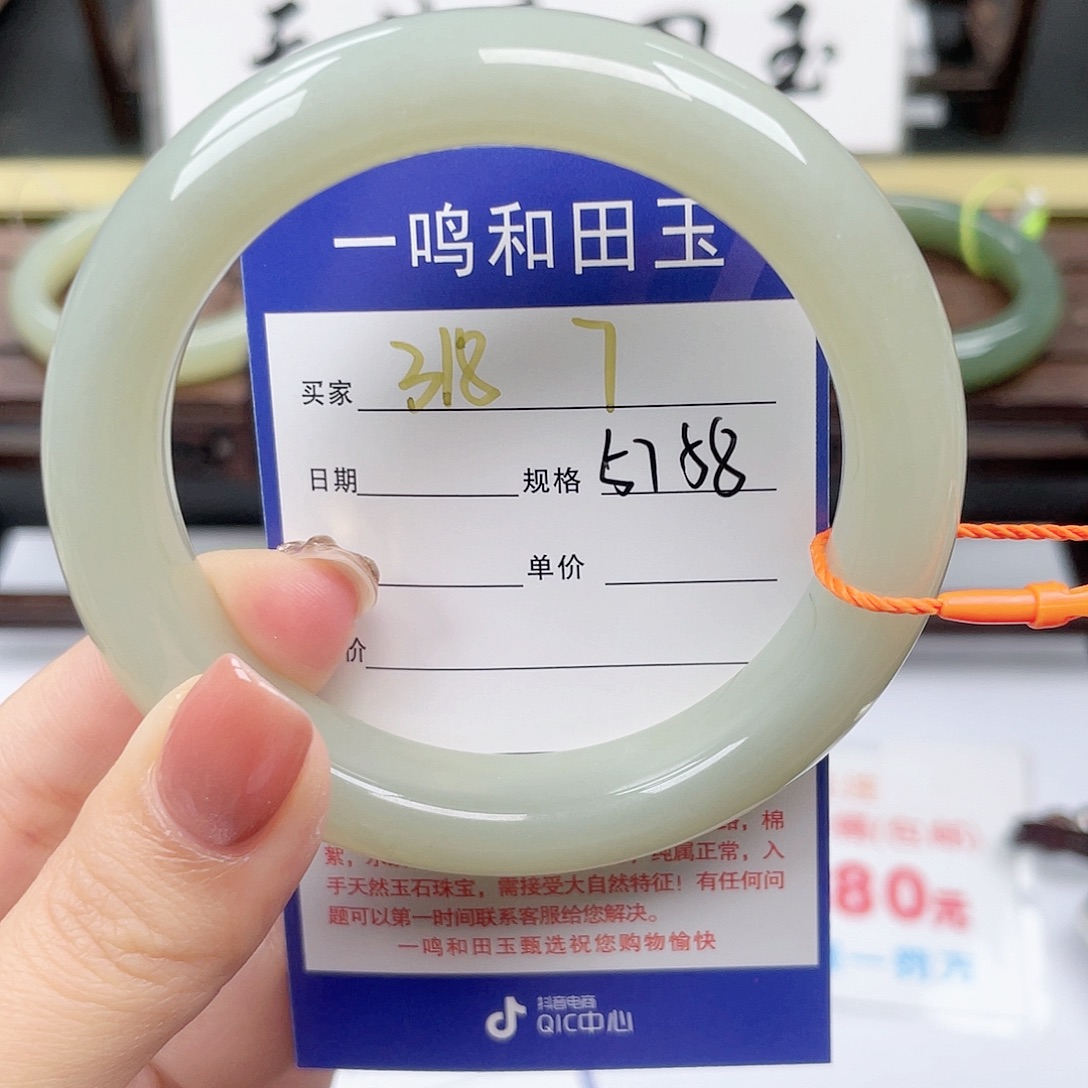 玉
一鸣和田玉
买家 318 7
日期 规格 5758
单价
价
棉
絮，纯属正常，入
手天然玉石珠宝，需接受大自然特征！有任何问
题可以第一时间联系客服给您解决。
一鸣和田玉甄选祝您购物愉快
抖音电商
QIC中心
80元